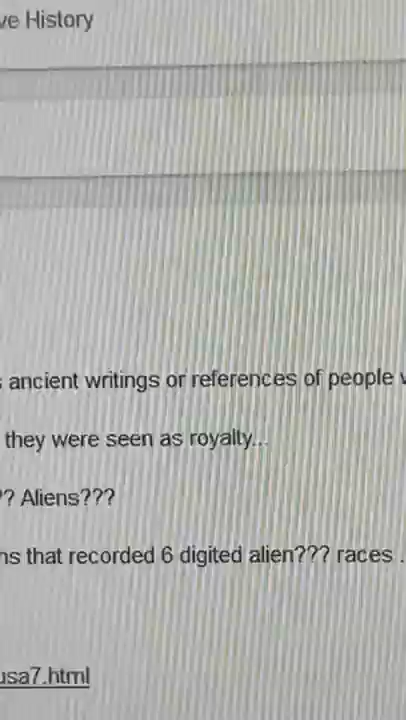 ve History
ancient writings or references of people
they were seen as royalty...
?? Aliens???
ns that recorded 6 digited alien??? races .
usa7.html